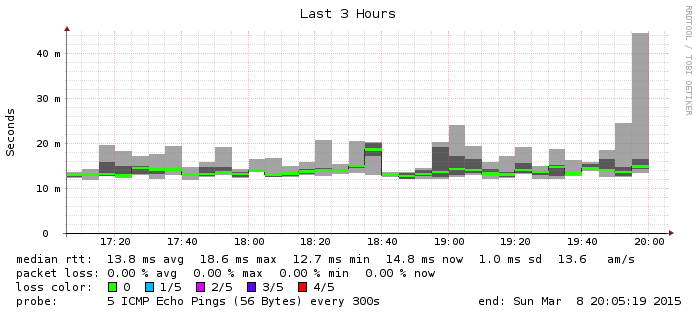 Last 3 Hours
RRDTOOL / TOBI OETIKER
Seconds
40 m
30 m
20 m
10 m
0
17:20 17:40 18:00 18:20 18:40 19:00 19:20 19:40 20:00
median rtt: 13.8 ms avg 18.6 ms max 12.7 ms min 14.8 ms now 1.0 ms sd 13.6 am/s
packet loss: 0.00 % avg 0.00 % max 0.00 % min 0.00 % now
loss color: 0 1/5 2/5 3/5 4/5
probe: 5 ICMP Echo Pings (56 Bytes) every 300s end: Sun Mar 8 20:05:19 2015